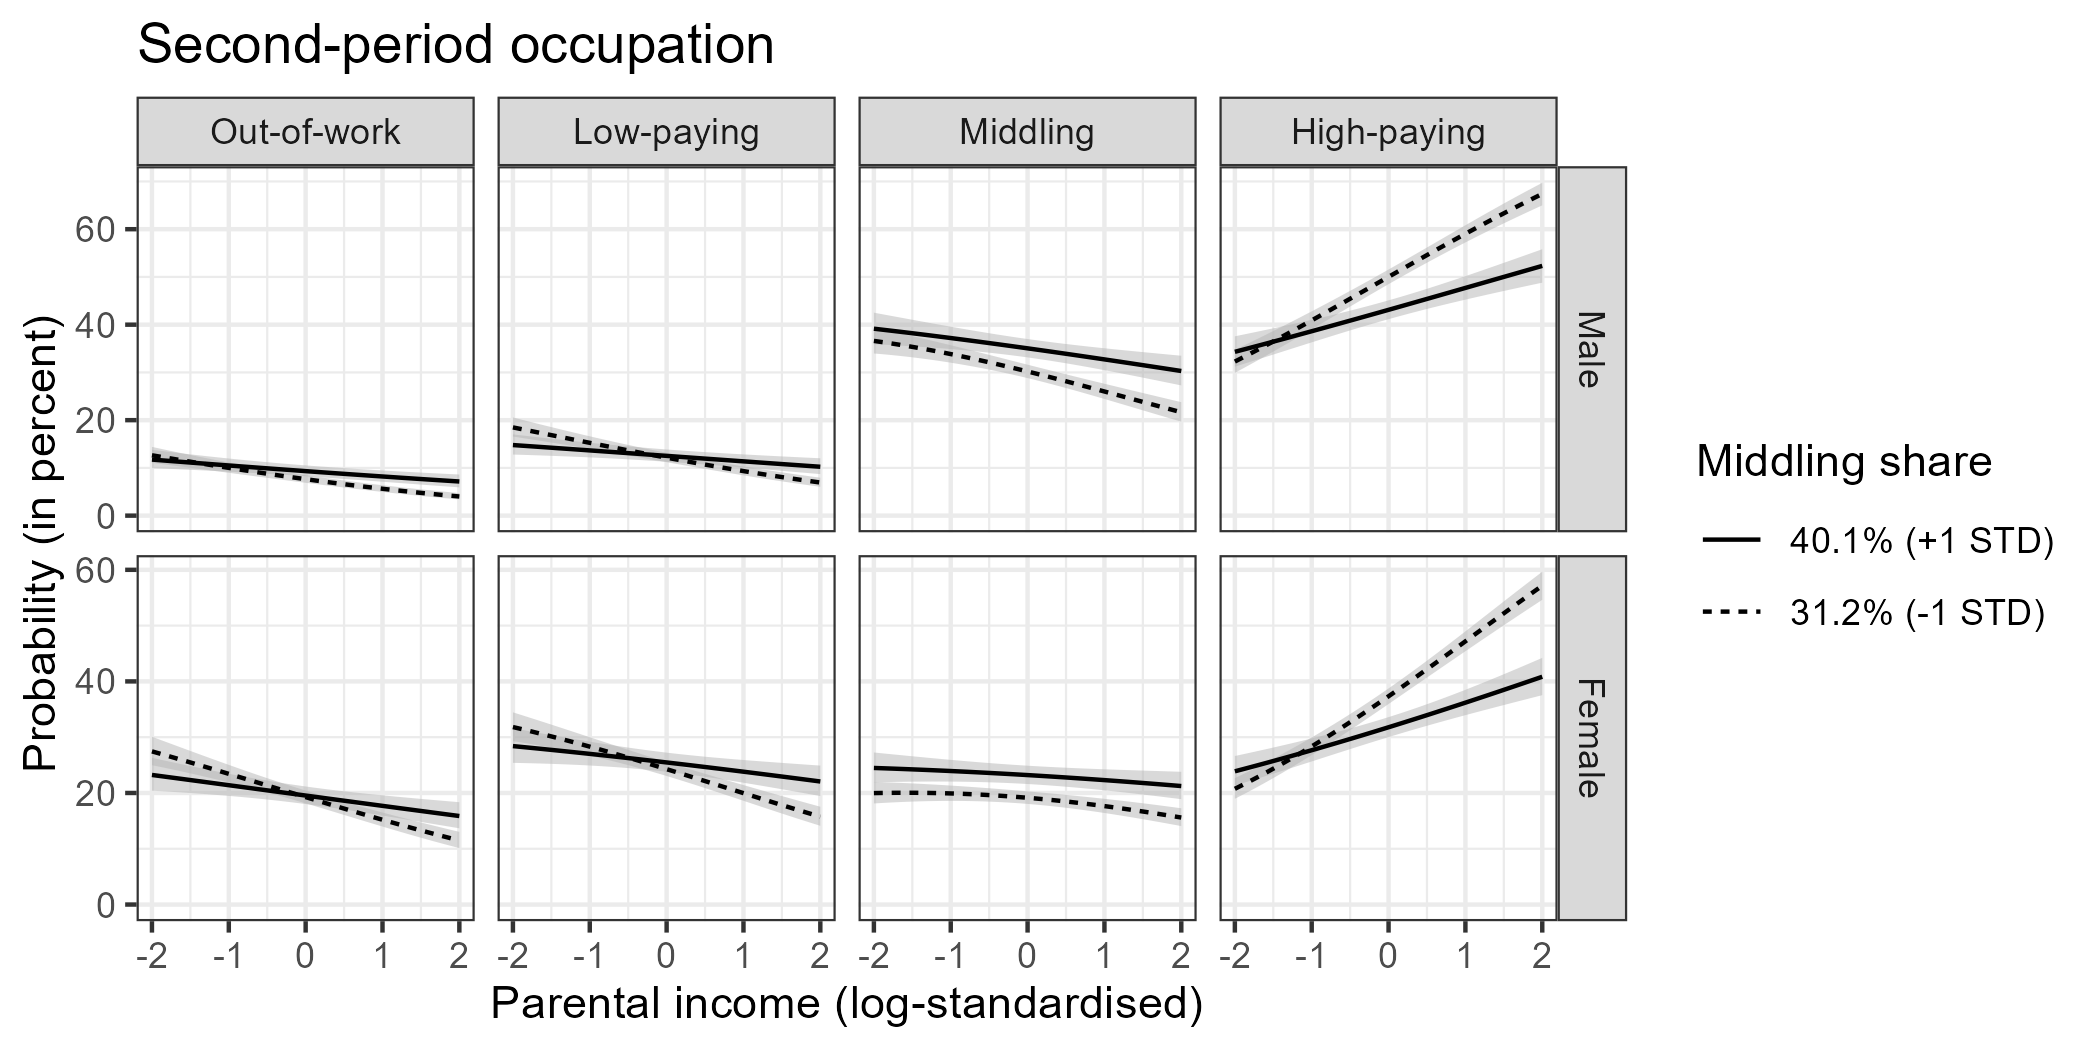 Second-period occupation
Out-of-work Low-paying Middling High-paying
60
40
20
0
Male
60
40
20
0
Female
-2 -1 0 1 2 -2 -1 0 1 2 -2 -1 0 1 2 -2 -1 0 1 2
Parental income (log-standardised)
Probability (in percent)
Middling share
40.1% (+1 STD)
31.2% (-1 STD)